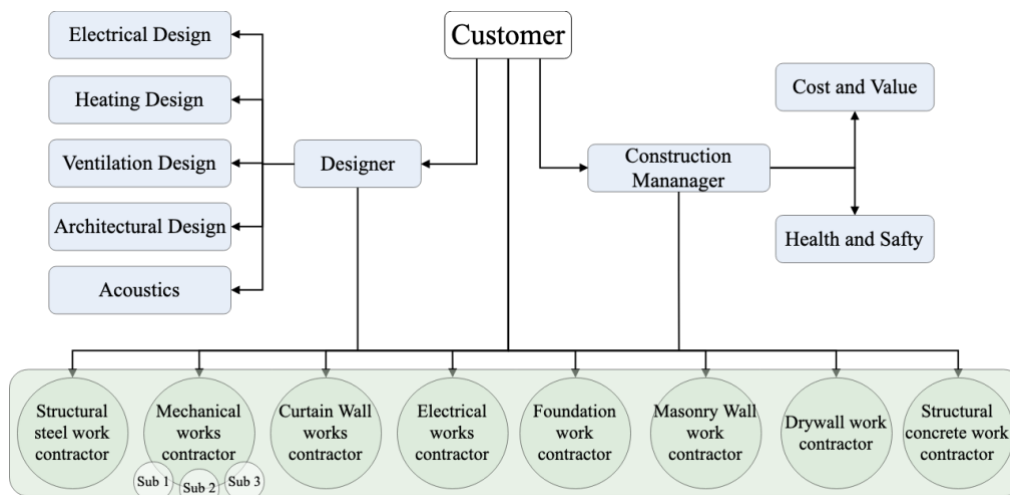 Customer
Electrical Design
Heating Design
Ventilation Design
Architectural Design
Acoustics
Designer
Construction
Mananager
Cost and Value
Health and Safty
Structural
steel work
contractor
Mechanical
works
contractor
Sub 1
Sub 2
Sub 3
Curtain Wall
works
contractor
Electrical
works
contractor
Foundation
work
contractor
Masonry Wall
work
contractor
Drywall work
contractor
Structural
concrete work
contractor